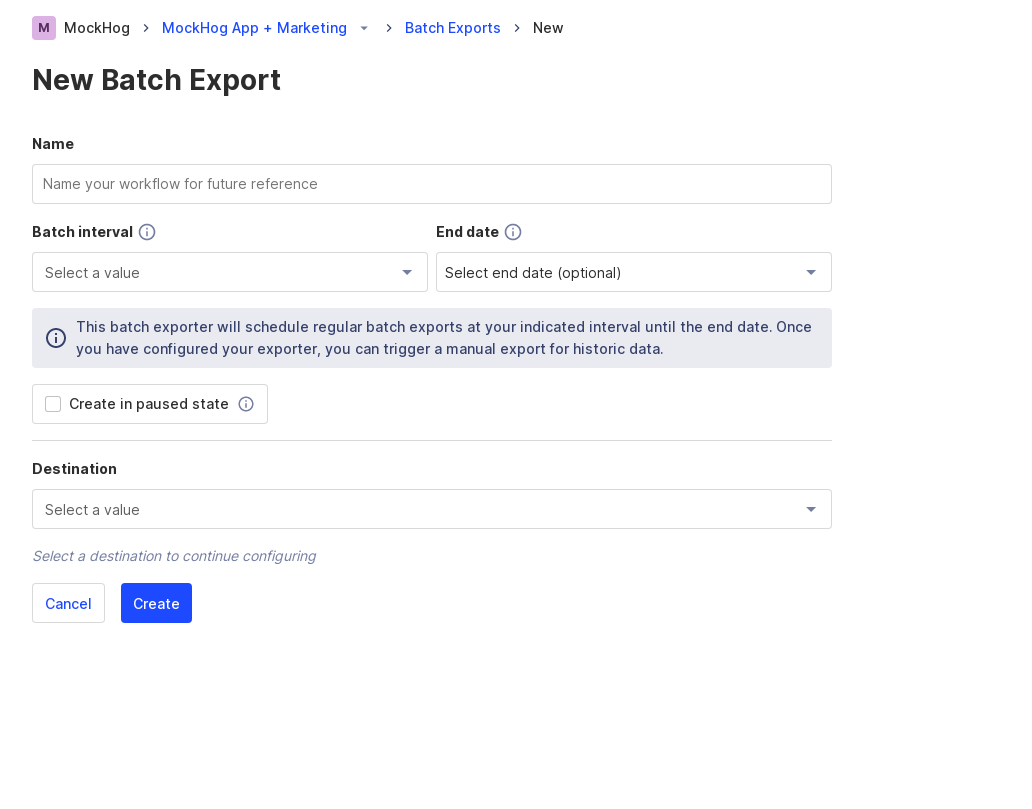 M MockHog MockHog App + Marketing Batch Exports New
New Batch Export
Name
Name your workflow for future reference
Batch interval End date
Select a value Select end date (optional)
This batch exporter will schedule regular batch exports at your indicated interval until the end date. Once
you have configured your exporter, you can trigger a manual export for historic data.
Create in paused state
Destination
Select a value
Select a destination to continue configuring
Cancel Create